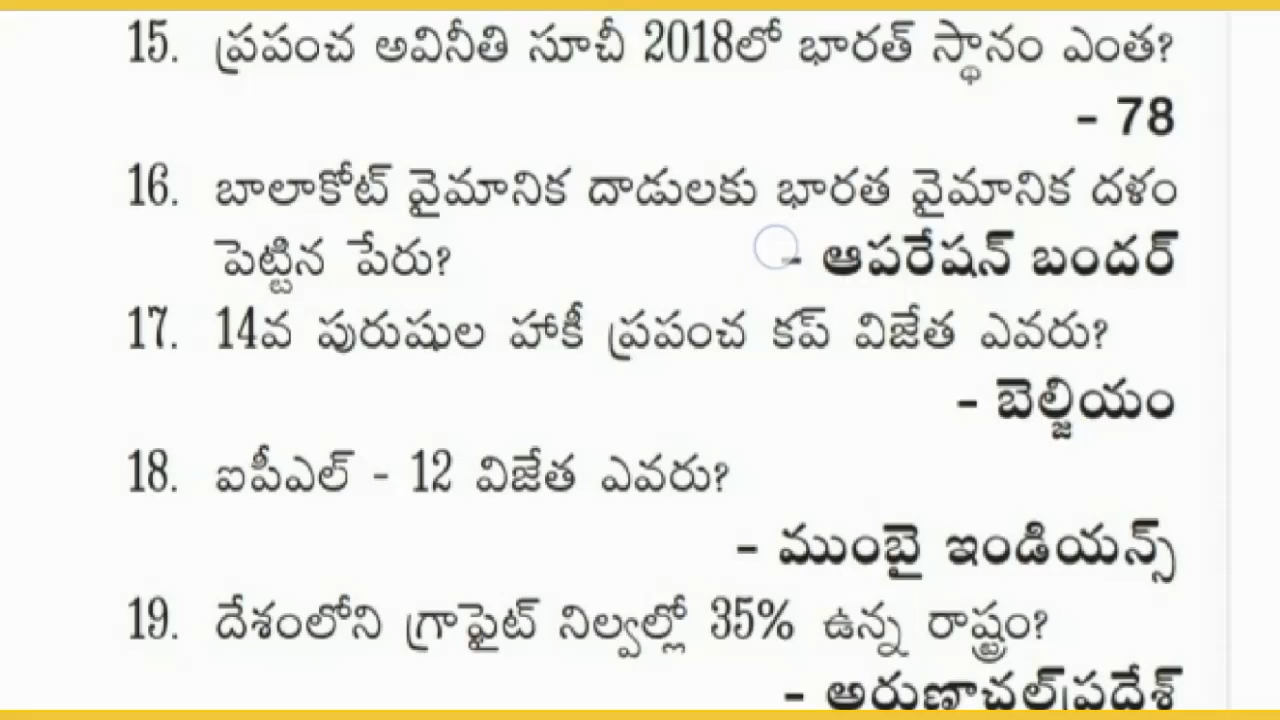 15. ప్రపంచ అవినీతి సూచీ 2018లో భారత్ స్థానం ఎంత?
- 78
16. బాలాకోట్ వైమానిక దాడులకు భారత వైమానిక దళం
పెట్టిన పేరు? - ఆపరేషన్ బందర్
17. 14వ పురుషుల హాకీ ప్రపంచ కప్ విజేత ఎవరు?
- బెల్జియం
18. ఐపీఎల్ - 12 విజేత ఎవరు?
- ముంబై ఇండియన్స్
19. దేశంలోని గ్రాఫైట్ నిల్వల్లో 35% ఉన్న రాష్ట్రం?
- అరుణాచల్‌ప్రదేశ్